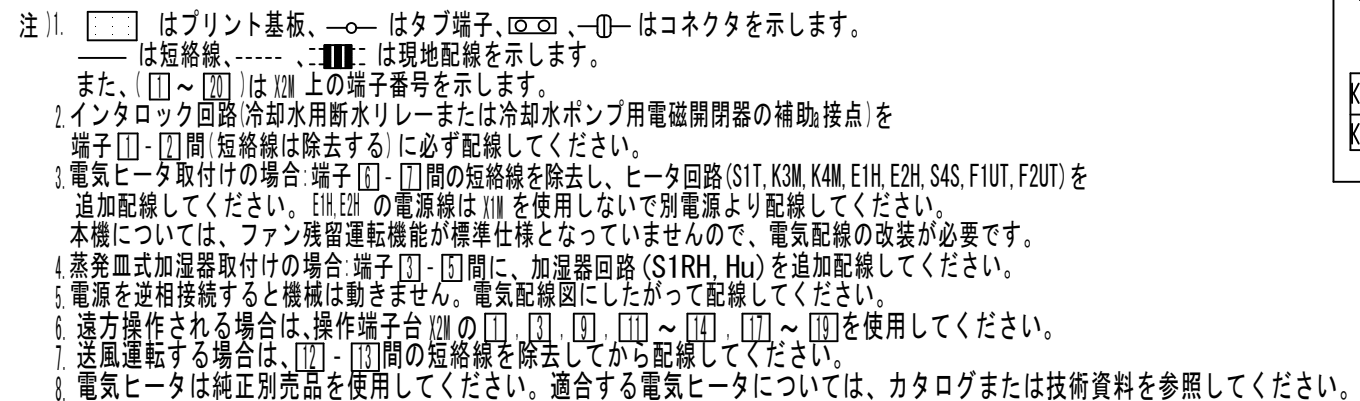 注)1. はプリント基板、 はタブ端子、 、 はコネクタを示します。
は短絡線、----- 、 は現地配線を示します。
また、( 1 ~ 20 )は X2M 上の端子番号を示します。
2.インタロック回路(冷却水用断水リレーまたは冷却水ポンプ用電磁開閉器の補助a接点)を
端子 1 - 2 間(短絡線は除去する)に必ず配線してください。
3.電気ヒータ取付けの場合:端子 6 - 7 間の短絡線を除去し、ヒータ回路(S1T,K3M,K4M,E1H,E2H,S4S,F1UT,F2UT)を
追加配線してください。E1H,E2H の電源線は X1M を使用しないで別電源より配線してください。
本機については、ファン残留運転機能が標準仕様となっていませんので、電気配線の改装が必要です。
4.蒸発皿式加湿器取付けの場合:端子 3 - 5 間に、加湿器回路(S1RH,Hu)を追加配線してください。
5.電源を逆相接続すると機械は動きません。電気配線図にしたがって配線してください。
6.遠方操作される場合は、操作端子台 X2M の 1 , 3 , 9 , 11 ~ 14 , 17 ~ 19 を使用してください。
7.送風運転する場合は、12 - 13 間の短絡線を除去してから配線してください。
8.電気ヒータは純正別売品を使用してください。適合する電気ヒータについては、カタログまたは技術資料を参照してください。